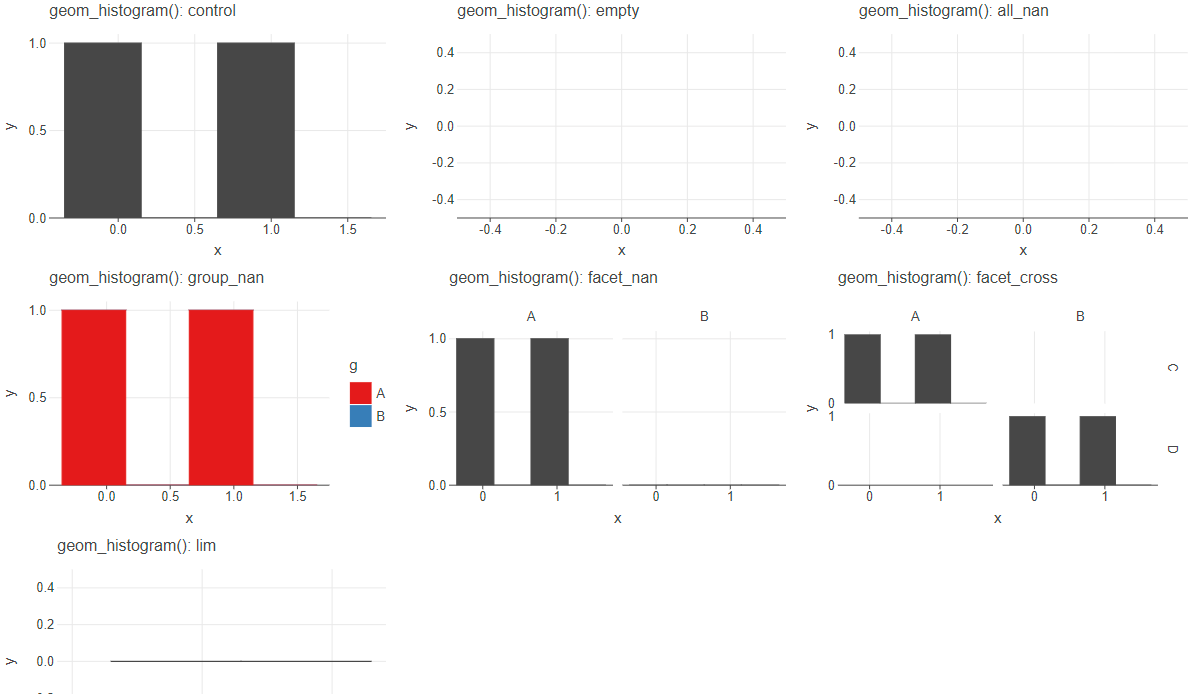 geom_histogram(): control
1.0
0.5
0.0
y
0.0 0.5 1.0 1.5
x
geom_histogram(): empty
0.4
0.2
0.0
-0.2
-0.4
y
-0.4 -0.2 0.0 0.2 0.4
x
geom_histogram(): all_nan
0.4
0.2
0.0
-0.2
-0.4
y
-0.4 -0.2 0.0 0.2 0.4
x
geom_histogram(): group_nan
1.0
0.5
0.0
y
0.0 0.5 1.0 1.5
x
g
A
B
geom_histogram(): facet_nan
A B
1.0
0.5
0.0
y
0 1 0 1
x
geom_histogram(): facet_cross
A B
1
0
C
1
0
D
y
0 1 0 1
x
geom_histogram(): lim
0.4
0.2
0.0
y